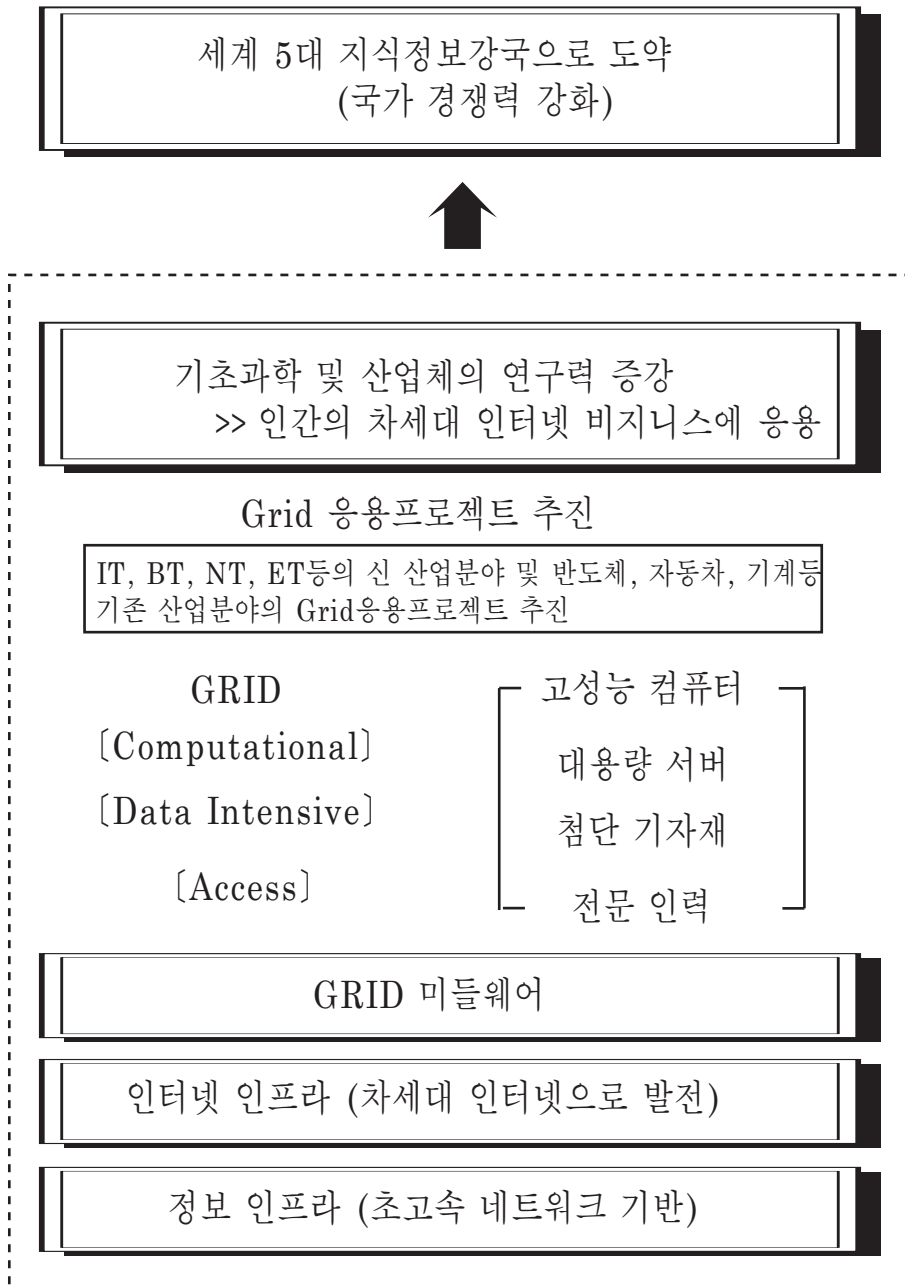 세계 5대 지식정보강국으로 도약
(국가 경쟁력 강화)
기초과학 및 산업체의 연구력 증강
>> 인간의 차세대 인터넷 비지니스에 응용
Grid 응용프로젝트 추진
IT, BT, NT, ET등의 신 산업분야 및 반도체, 자동차, 기계등
기존 산업분야의 Grid응용프로젝트 추진
GRID
〔Computational〕
〔Data Intensive〕
〔Access〕
고성능 컴퓨터
대용량 서버
첨단 기자재
전문 인력
GRID 미들웨어
인터넷 인프라 (차세대 인터넷으로 발전)
정보 인프라 (초고속 네트워크 기반)